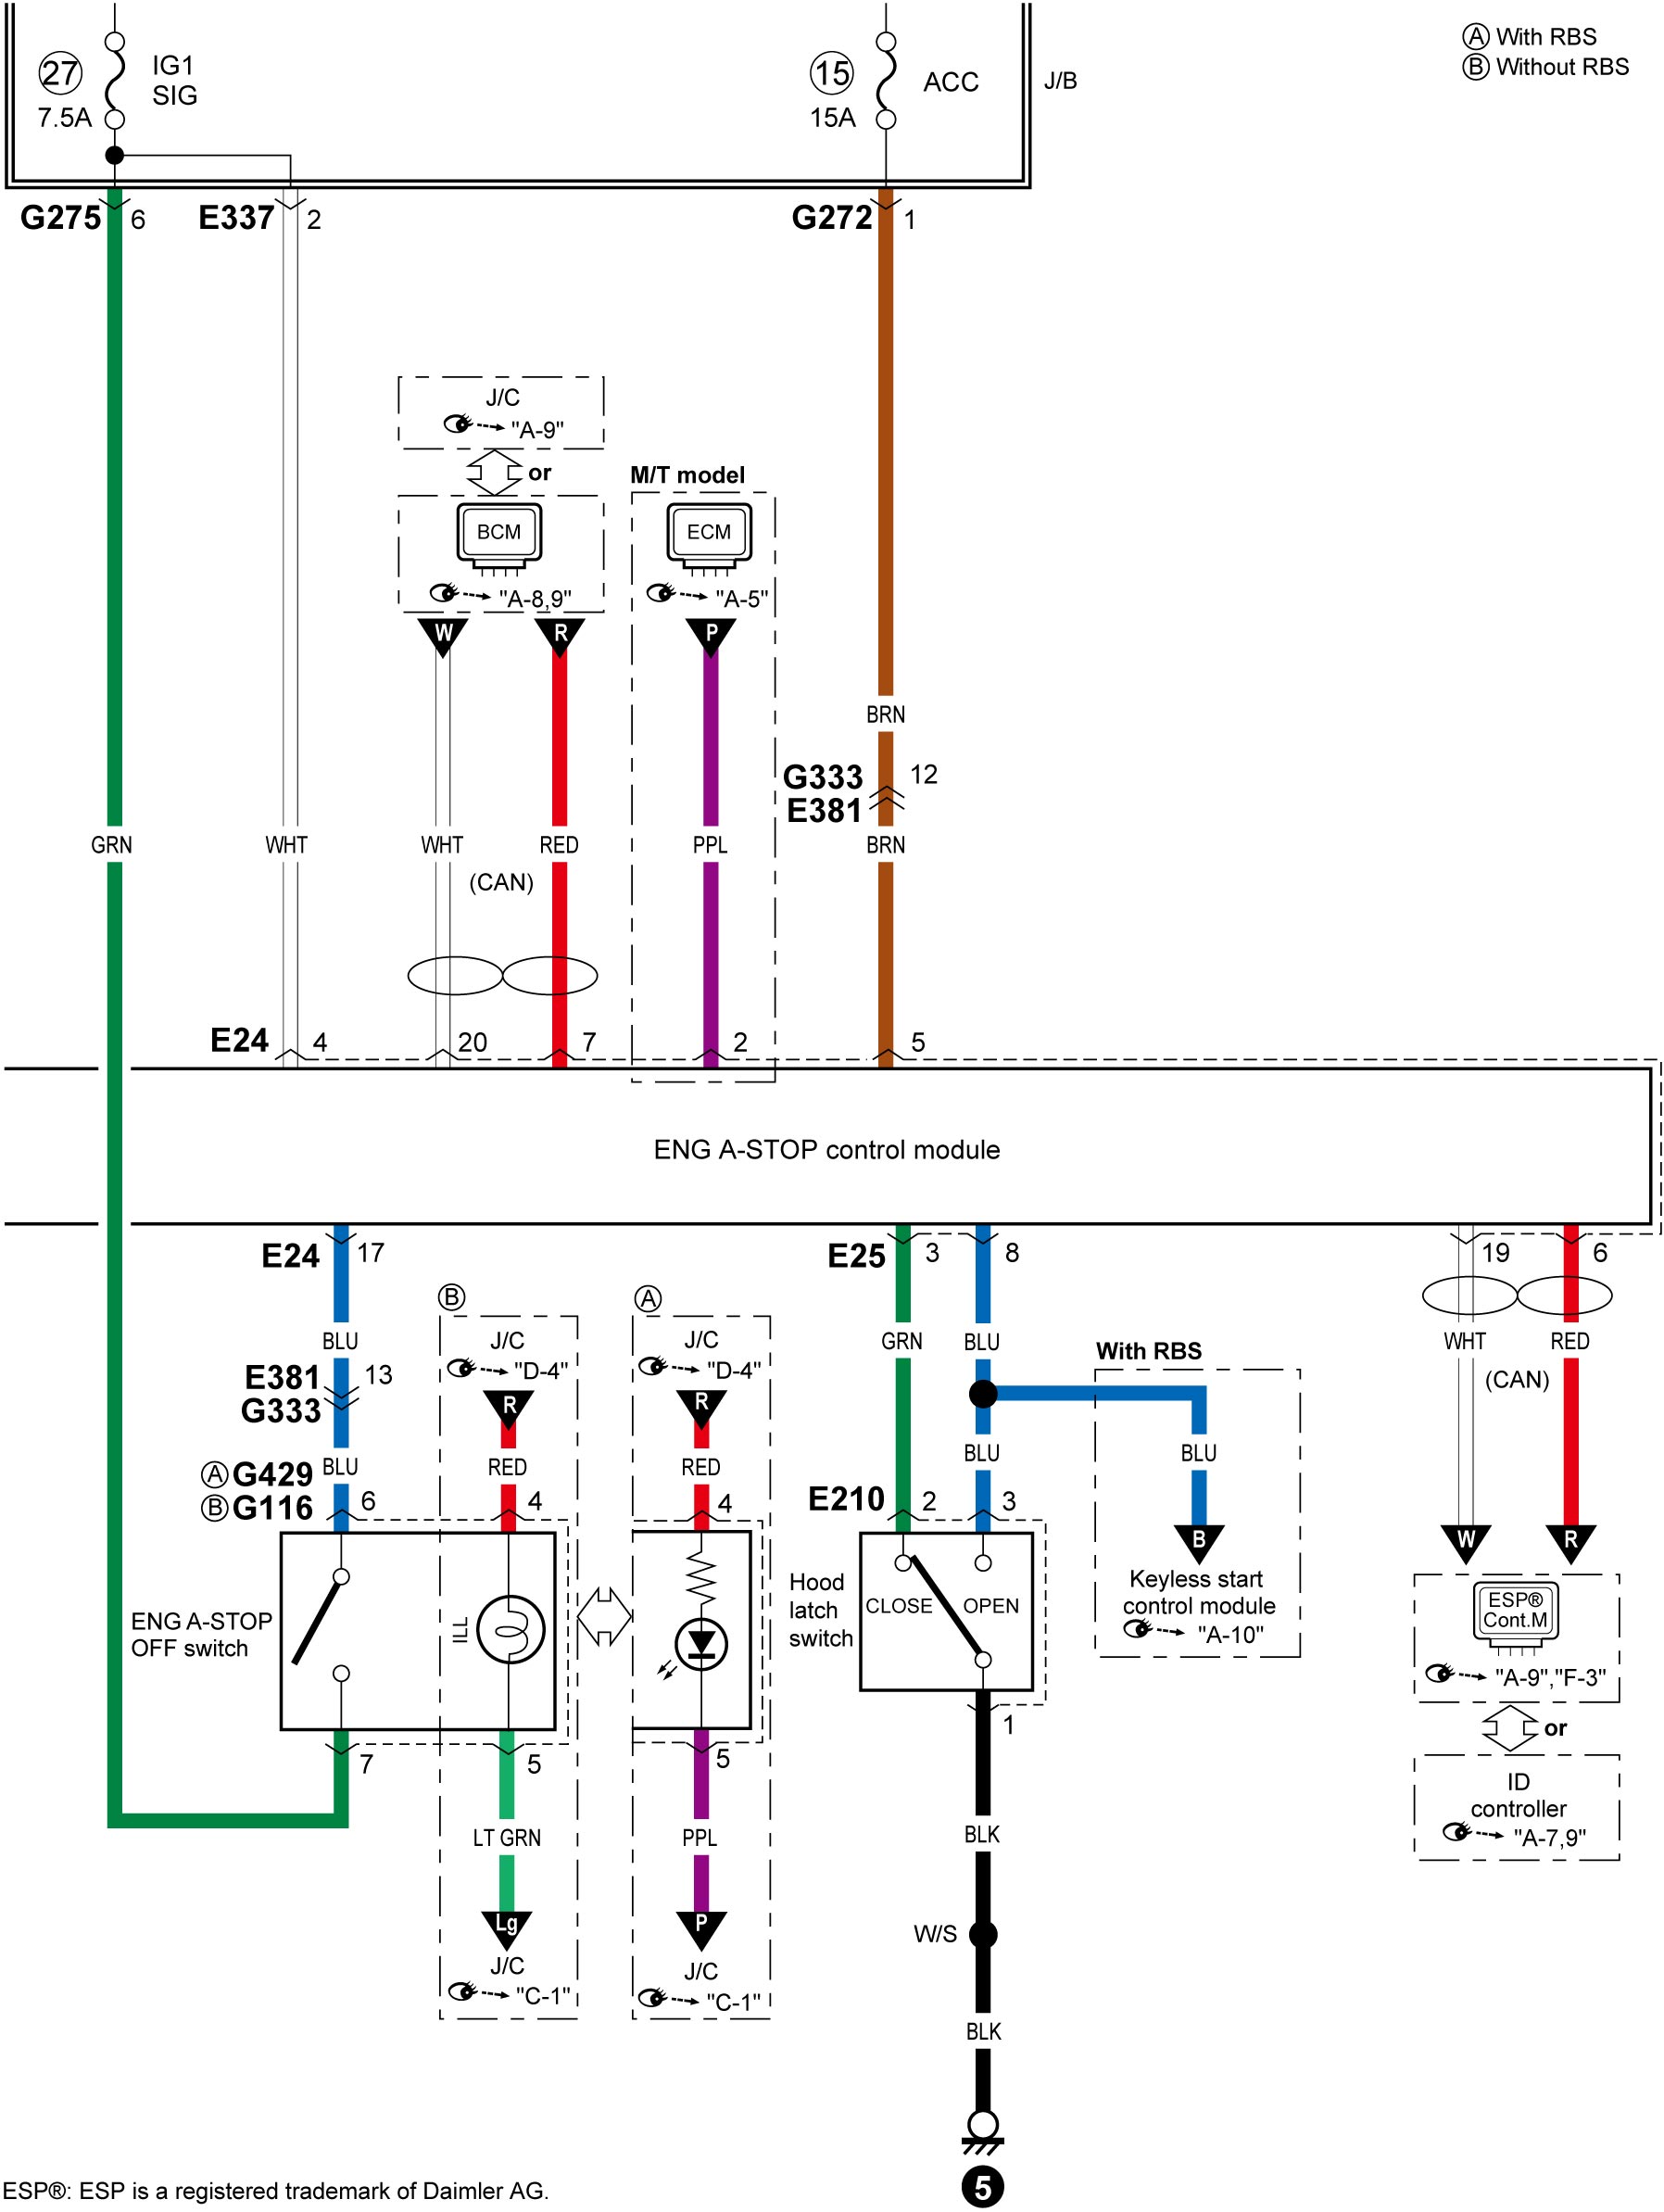 27
IG1
SIG
7.5A
15
ACC
15A
J/B
Ⓐ With RBS
Ⓑ Without RBS
G275 6
E337 2
G272 1
J/C
"A-9"
or
M/T model
BCM
ECM
"A-8,9"
"A-5"
W
R
P
BRN
G333 12
E381
GRN
WHT
WHT
RED
PPL
BRN
(CAN)
E24 4
20
7
2
5
ENG A-STOP control module
E24 17
E25 3
8
19
6
Ⓑ
Ⓐ
BLU
J/C
J/C
GRN
BLU
WHT
RED
With RBS
"D-4"
"D-4"
E381 13
G333
(CAN)
R
R
BLU
BLU
Ⓐ G429
BLU
RED
RED
Ⓑ G116
6
4
4
E210 2
3
W
R
B
Hood
latch
switch
CLOSE
OPEN
Keyless start
control module
"A-10"
ESP®
Cont.M
ENG A-STOP
OFF switch
ILL
"A-9","F-3"
1
or
7
5
5
ID
controller
"A-7,9"
LT GRN
PPL
BLK
Lg
P
W/S
J/C
J/C
"C-1"
"C-1"
BLK
5
ESP®: ESP is a registered trademark of Daimler AG.